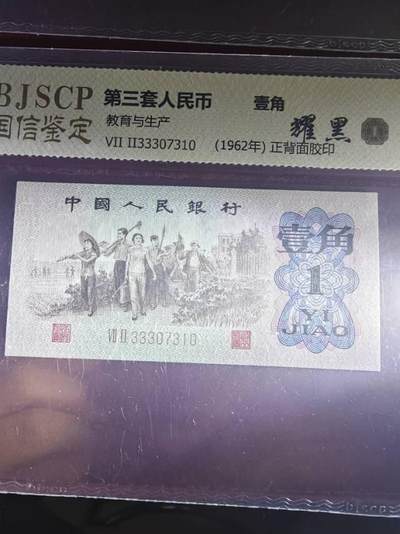 BJSCP
国信鉴定
第三套人民币 壹角
教育与生产
VII II33307310 (1962年) 正背面胶印
耀黑
中國人民銀行
壹角
1
YI
JIAO
VII II 33307310